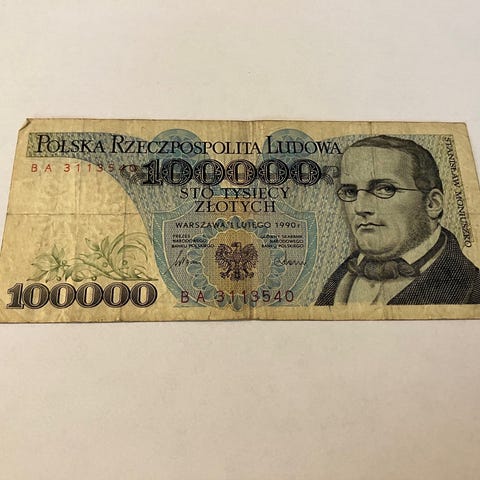 POLSKA RZECZPOSPOLITA LUDOWA
BA 3113540
100000
STO TYSIĘCY
ZŁOTYCH
WARSZAWA 1 LUTEGO 1990 r.
PREZES
NARODOWEGO
BANKU POLSKIEGO
GŁÓWNY SKARBNIK
NARODOWEGO
BANKU POLSKIEGO
100000
BA 3113540
STANISŁAW MONIUSZKO